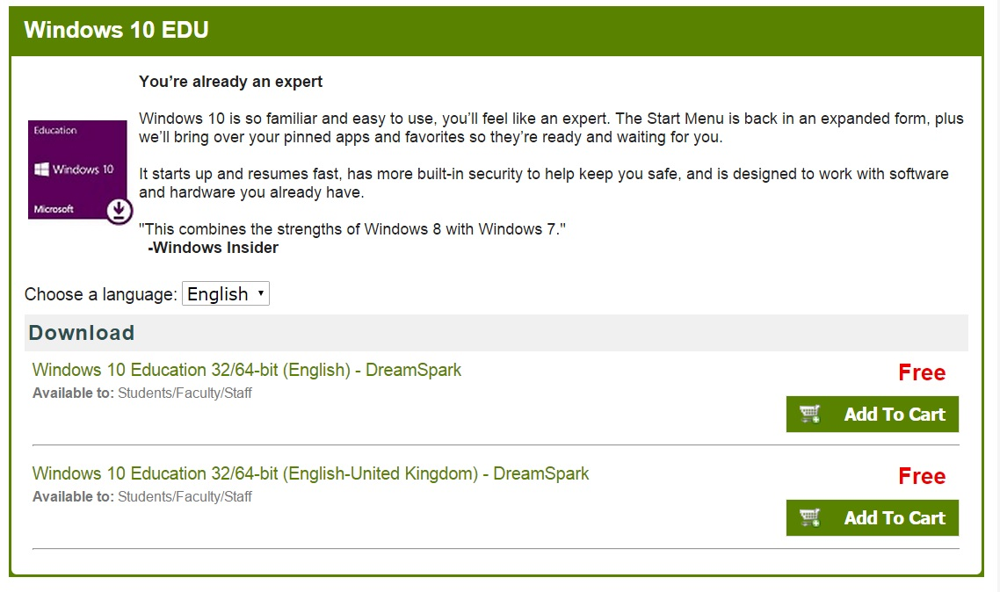 Windows 10 EDU
You’re already an expert
Windows 10 is so familiar and easy to use, you’ll feel like an expert. The Start Menu is back in an expanded form, plus
we’ll bring over your pinned apps and favorites so they’re ready and waiting for you.
It starts up and resumes fast, has more built-in security to help keep you safe, and is designed to work with software
and hardware you already have.
"This combines the strengths of Windows 8 with Windows 7."
-Windows Insider
Education
Windows 10
Microsoft
Choose a language: English
Download
Windows 10 Education 32/64-bit (English) - DreamSpark
Free
Available to: Students/Faculty/Staff
Add To Cart
Windows 10 Education 32/64-bit (English-United Kingdom) - DreamSpark
Free
Available to: Students/Faculty/Staff
Add To Cart